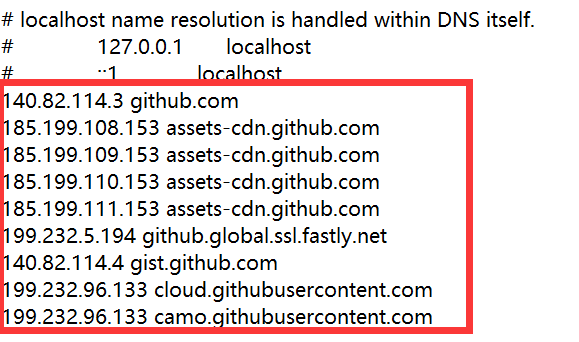 # localhost name resolution is handled within DNS itself.
# 127.0.0.1 localhost
# ::1 localhost
140.82.114.3 github.com
185.199.108.153 assets-cdn.github.com
185.199.109.153 assets-cdn.github.com
185.199.110.153 assets-cdn.github.com
185.199.111.153 assets-cdn.github.com
199.232.5.194 github.global.ssl.fastly.net
140.82.114.4 gist.github.com
199.232.96.133 cloud.githubusercontent.com
199.232.96.133 camo.githubusercontent.com